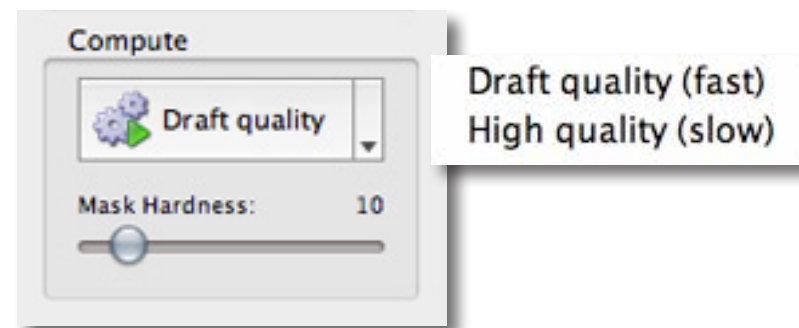 Compute
Draft quality
Mask Hardness: 10
Draft quality (fast)
High quality (slow)